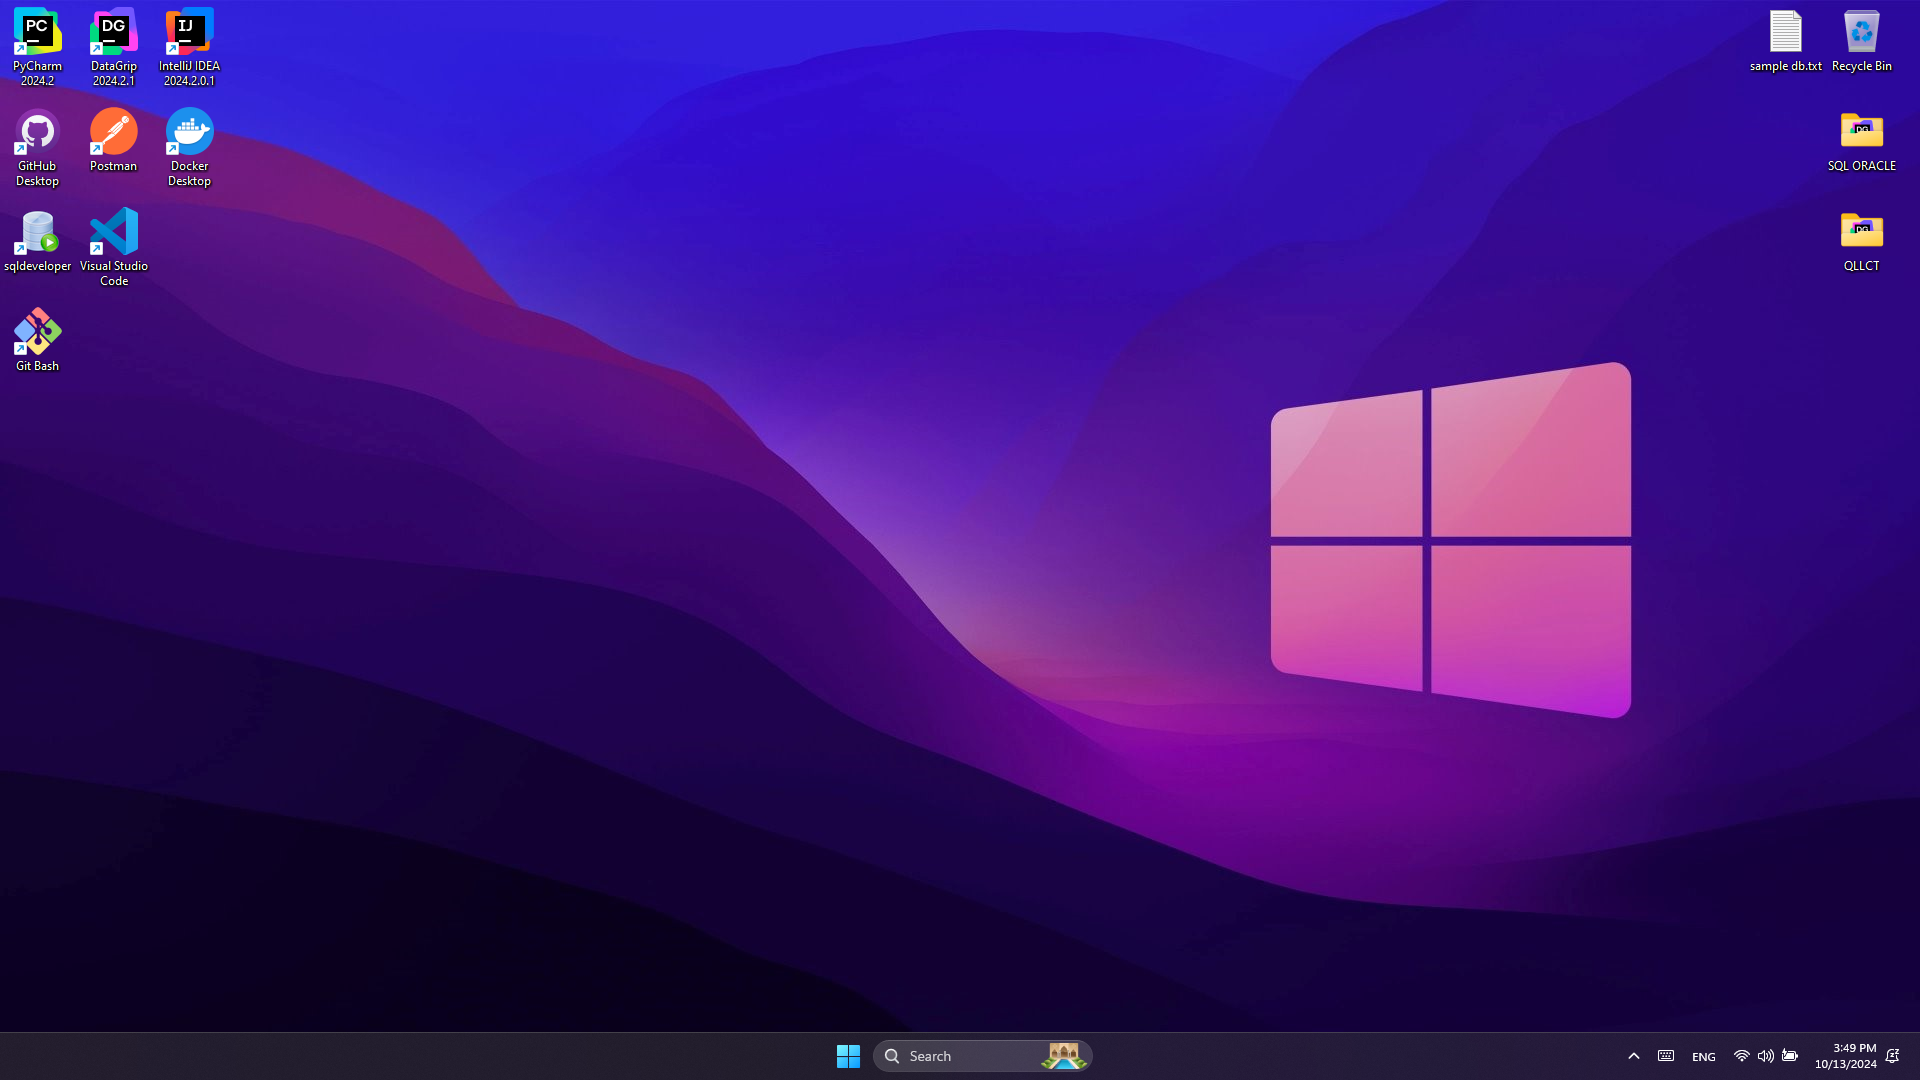 PC
PyCharm
2024.2
DG
DataGrip
2024.2.1
IJ
IntelliJ IDEA
2024.2.0.1
sample db.txt
Recycle Bin
GitHub
Desktop
Postman
Docker
Desktop
DG
SQL ORACLE
sqldeveloper
Visual Studio
Code
DG
QLLCT
Git Bash
Search
ENG
3:49 PM
10/13/2024